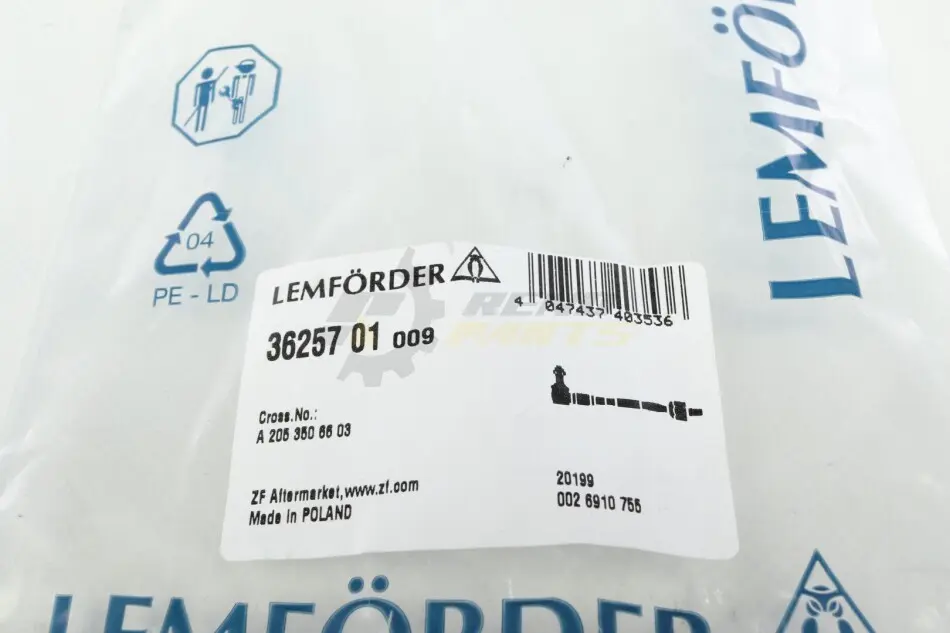 LEMFÖR
04
PE - LD
LEMFÖRDER
4 047437 403536
36257 01 009
Cross.No.:
A 205 350 66 03
ZF Aftermarket,www.zf.com
Made in POLAND
20199
002 6910 755
LEMFÖRDER